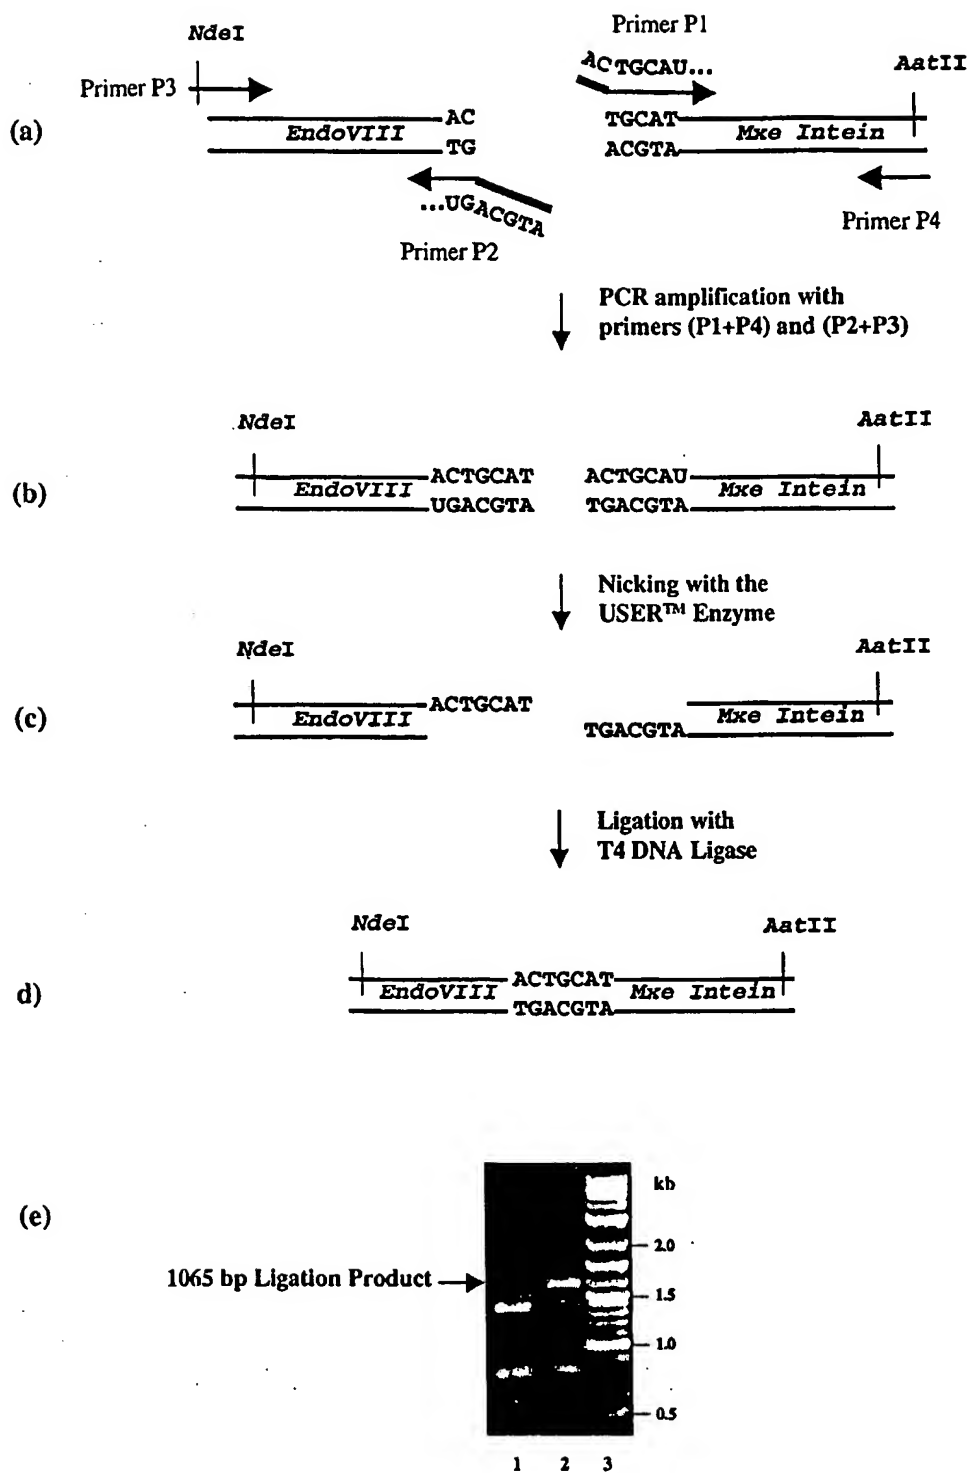 NdeI
Primer P1
ACTGCAU...
AatII
Primer P3
(a)
EndoVIII
AC
TG
TGCAT
ACGTA
Mxe Intein
...UGACGTA
Primer P2
Primer P4
PCR amplification with
primers (P1+P4) and (P2+P3)
NdeI
AatII
(b)
EndoVIII
ACTGCAT
UGACGTA
ACTGCAU
TGACGTA
Mxe Intein
Nicking with the
USER™ Enzyme
NdeI
AatII
(c)
EndoVIII
ACTGCAT
TGACGTA
Mxe Intein
Ligation with
T4 DNA Ligase
NdeI
AatII
d)
EndoVIII
ACTGCAT
TGACGTA
Mxe Intein
(e)
kb
2.0
1065 bp Ligation Product
1.5
1.0
0.5
1 2 3